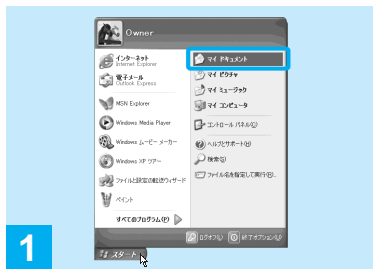 Owner
インターネット
Internet Explorer
電子メール
Outlook Express
MSN Explorer
Windows Media Player
Windows ムービー メーカー
Windows XP ツアー
ファイルと設定の転送ウィザード
ペイント
すべてのプログラム(P)
マイ ドキュメント
マイ ピクチャ
マイ ミュージック
マイ コンピュータ
コントロール パネル(C)
ヘルプとサポート(H)
検索(S)
ファイル名を指定して実行(R)...
ログオフ(L)
終了オプション(U)
スタート
1